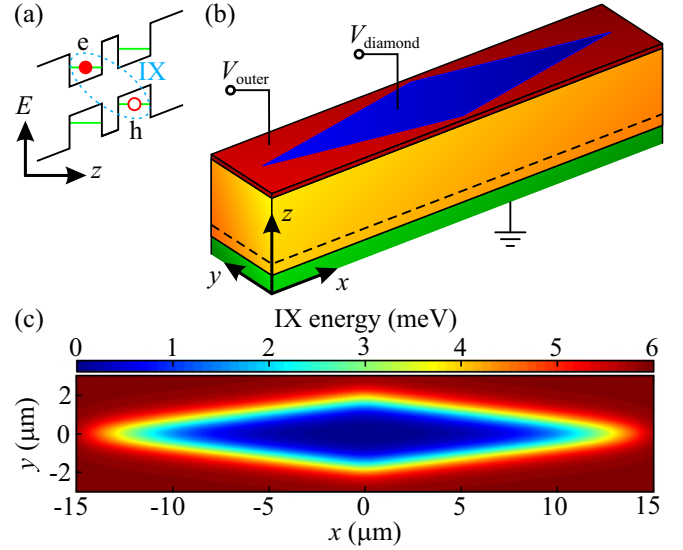 (a)
e
IX
h
E
z
(b)
V_diamond
V_outer
z
y
x
(c)
IX energy (meV)
0 1 2 3 4 5 6
2
0
-2
y (μm)
-15 -10 -5 0 5 10 15
x (μm)